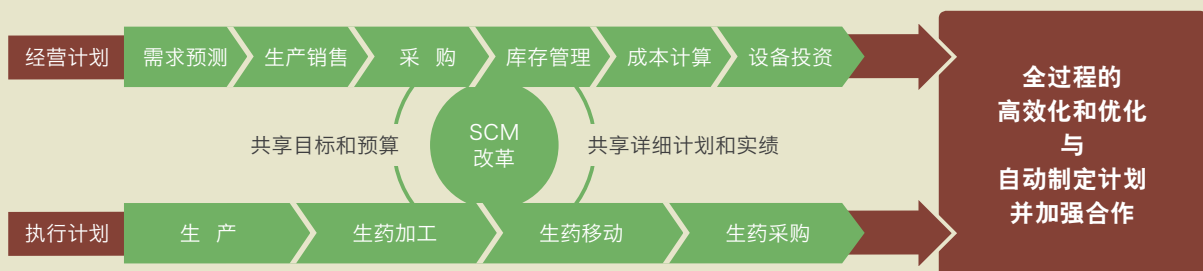 经营计划
需求预测
生产销售
采 购
库存管理
成本计算
设备投资
共享目标和预算
SCM
改革
共享详细计划和实绩
执行计划
生 产
生药加工
生药移动
生药采购
全过程的
高效化和优化
与
自动制定计划
并加强合作